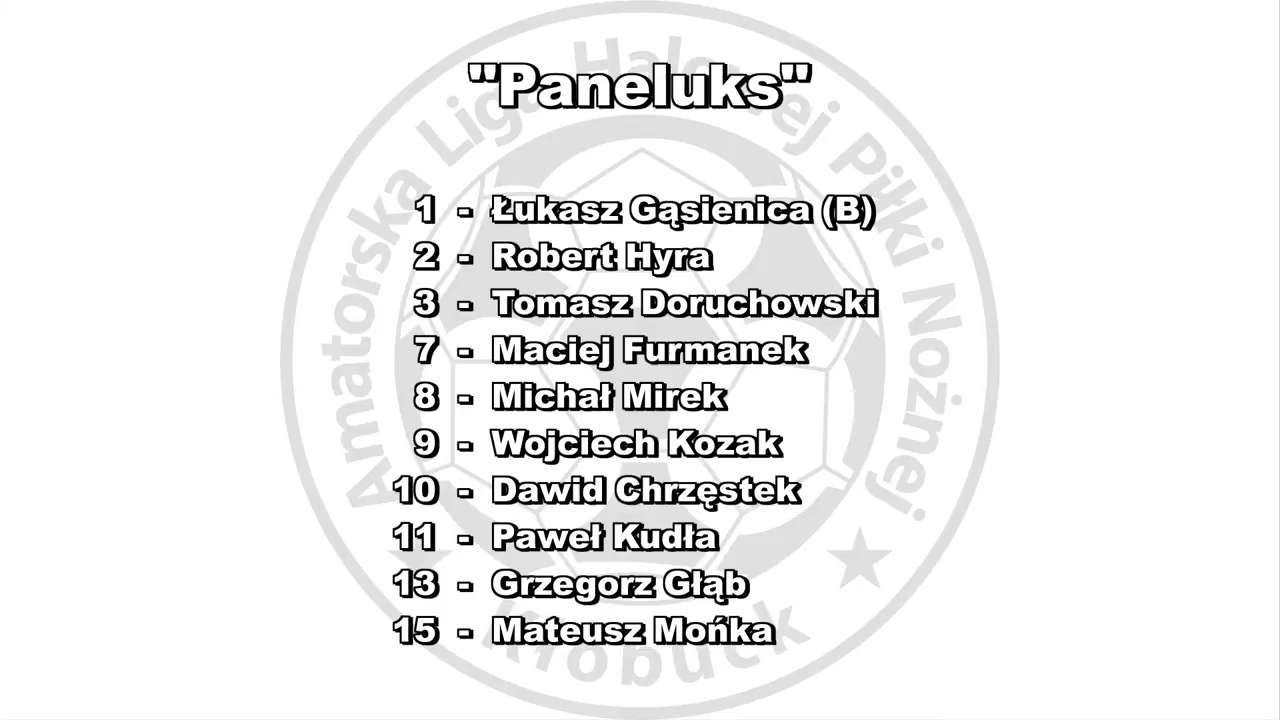 "Paneluks"
1 - Łukasz Gąsienica (B)
2 - Robert Hyra
3 - Tomasz Doruchowski
7 - Maciej Furmanek
8 - Michał Mirek
9 - Wojciech Kozak
10 - Dawid Chrzęstek
11 - Paweł Kudła
13 - Grzegorz Głąb
15 - Mateusz Mońka
Amatorska Liga Halowej Piłki Nożnej
Kłobuck